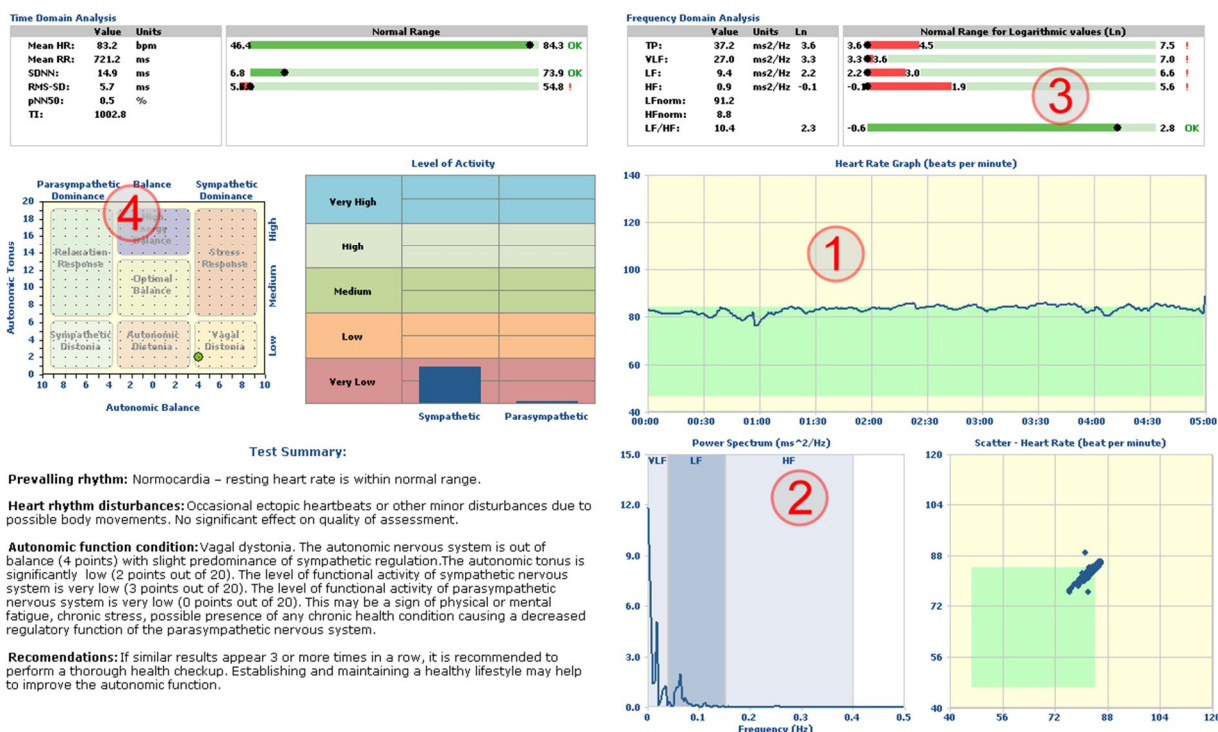 Time Domain Analysis
Value Units Normal Range
Mean HR: 83.2 bpm 46.4 84.3 OK
Mean RR: 721.2 ms
SDNN: 14.9 ms 6.8 73.9 OK
RMS-SD: 5.7 ms 54.8 !
pNN50: 0.5 %
TI: 1002.8
Frequency Domain Analysis
Value Units Ln Normal Range for Logarithmic values (Ln)
TP: 37.2 ms2/Hz 3.6 3.6 4.5 7.5 !
VLF: 27.0 ms2/Hz 3.3 3.3 3.6 7.0 !
LF: 9.4 ms2/Hz 2.2 2.2 3.0 6.6 !
HF: 0.9 ms2/Hz -0.1 -0.1 1.9 5.6 !
LFnorm: 91.2
HFnorm: 8.8
LF/HF: 10.4 2.3 -0.6 2.8 OK
3
Parasympathetic Dominance
Balance
Sympathetic Dominance
4
20
18
16
14
12
10
8
6
4
2
0
Autonomic Tonus
High
Medium
Low
Relaxation Response
Energy Balance
Stress Response
Optimal Balance
Sympathetic Distonia
Autonomic Distonia
Vagal Distonia
10 8 6 4 2 0 2 4 6 8 10
Autonomic Balance
Level of Activity
Very High
High
Medium
Low
Very Low
Sympathetic Parasympathetic
Heart Rate Graph (beats per minute)
140
120
100
80
60
40
1
00:00 00:30 01:00 01:30 02:00 02:30 03:00 03:30 04:00 04:30 05:00
Test Summary:
Prevailing rhythm: Normocardia – resting heart rate is within normal range.
Heart rhythm disturbances: Occasional ectopic heartbeats or other minor disturbances due to
possible body movements. No significant effect on quality of assessment.
Autonomic function condition: Vagal dystonia. The autonomic nervous system is out of
balance (4 points) with slight predominance of sympathetic regulation.The autonomic tonus is
significantly low (2 points out of 20). The level of functional activity of sympathetic nervous
system is very low (3 points out of 20). The level of functional activity of parasympathetic
nervous system is very low (0 points out of 20). This may be a sign of physical or mental
fatigue, chronic stress, possible presence of any chronic health condition causing a decreased
regulatory function of the parasympathetic nervous system.
Recomendations: If similar results appear 3 or more times in a row, it is recommended to
perform a thorough health checkup. Establishing and maintaining a healthy lifestyle may help
to improve the autonomic function.
Power Spectrum (ms^2/Hz)
VLF LF HF
15.0
12.0
9.0
6.0
3.0
0.0
2
0 0.1 0.2 0.3 0.4 0.5
Frequency (Hz)
Scatter - Heart Rate (beat per minute)
120
104
88
72
56
40
40 56 72 88 104 120